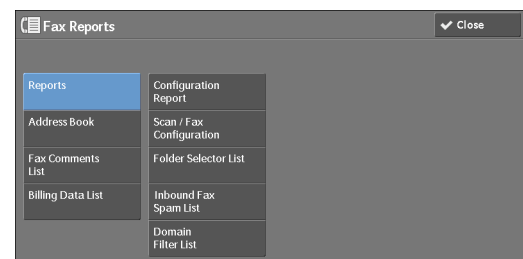 Fax Reports
Close
Reports
Address Book
Fax Comments
List
Billing Data List
Configuration
Report
Scan / Fax
Configuration
Folder Selector List
Inbound Fax
Spam List
Domain
Filter List